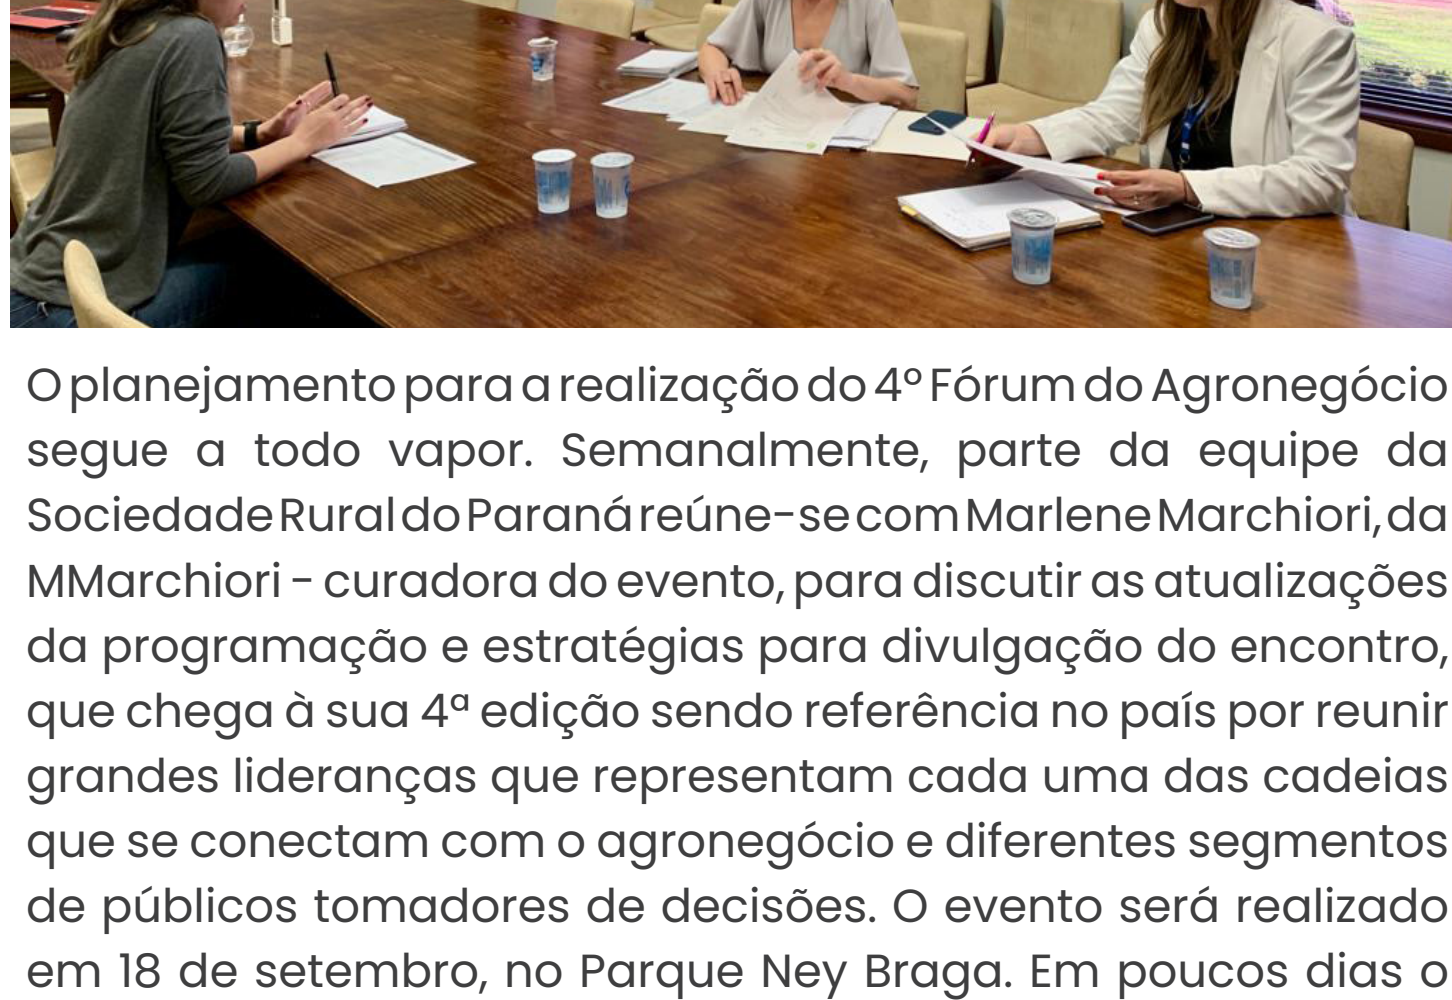 O planejamento para a realização do 4º Fórum do Agronegócio
segue a todo vapor. Semanalmente, parte da equipe da
Sociedade Rural do Paraná reúne-se com Marlene Marchiori, da
MMarchiori - curadora do evento, para discutir as atualizações
da programação e estratégias para divulgação do encontro,
que chega à sua 4ª edição sendo referência no país por reunir
grandes lideranças que representam cada uma das cadeias
que se conectam com o agronegócio e diferentes segmentos
de públicos tomadores de decisões. O evento será realizado
em 18 de setembro, no Parque Ney Braga. Em poucos dias o